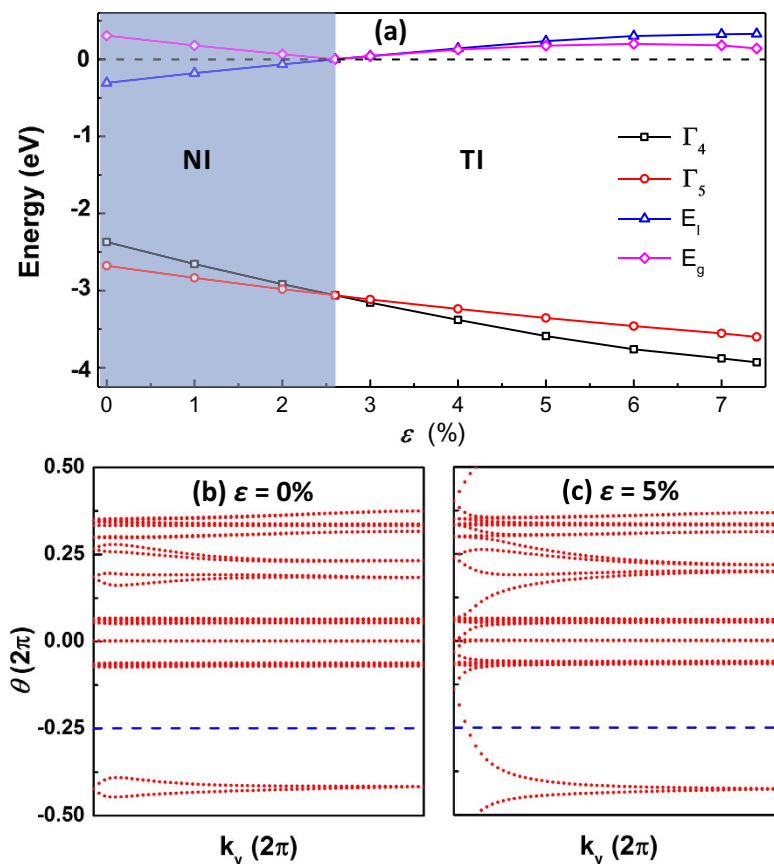 (a)
0
-1
-2
-3
-4
Energy (eV)
NI
TI
Γ4
Γ5
EI
Eg
0 1 2 3 4 5 6 7
ε (%)
(b) ε = 0%
(c) ε = 5%
0.50
0.25
0.00
-0.25
-0.50
θ (2π)
ky (2π)
ky (2π)